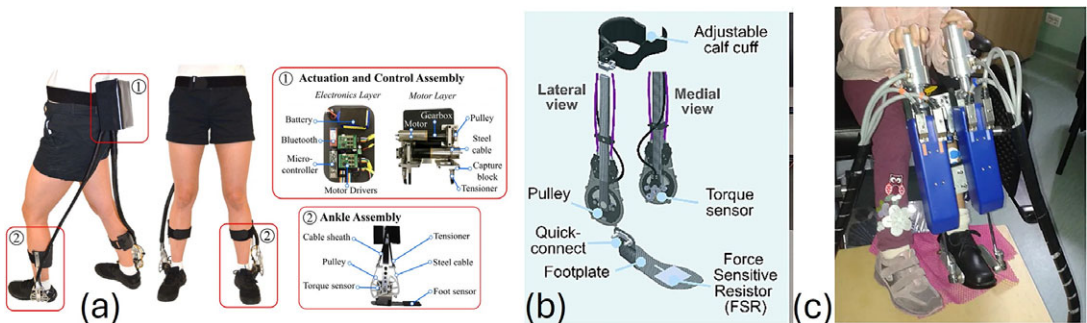 ①
②
②
(a)
① Actuation and Control Assembly
Electronics Layer
Motor Layer
Battery
Bluetooth
Micro-
controller
Motor Drivers
Motor
Gearbox
Pulley
Steel
cable
Capture
block
Tensioner
② Ankle Assembly
Cable sheath
Pulley
Torque sensor
Tensioner
Steel cable
Foot sensor
Adjustable
calf cuff
Lateral
view
Medial
view
Pulley
Torque
sensor
Quick-
connect
Footplate
Force
Sensitive
Resistor
(FSR)
(b)
(c)